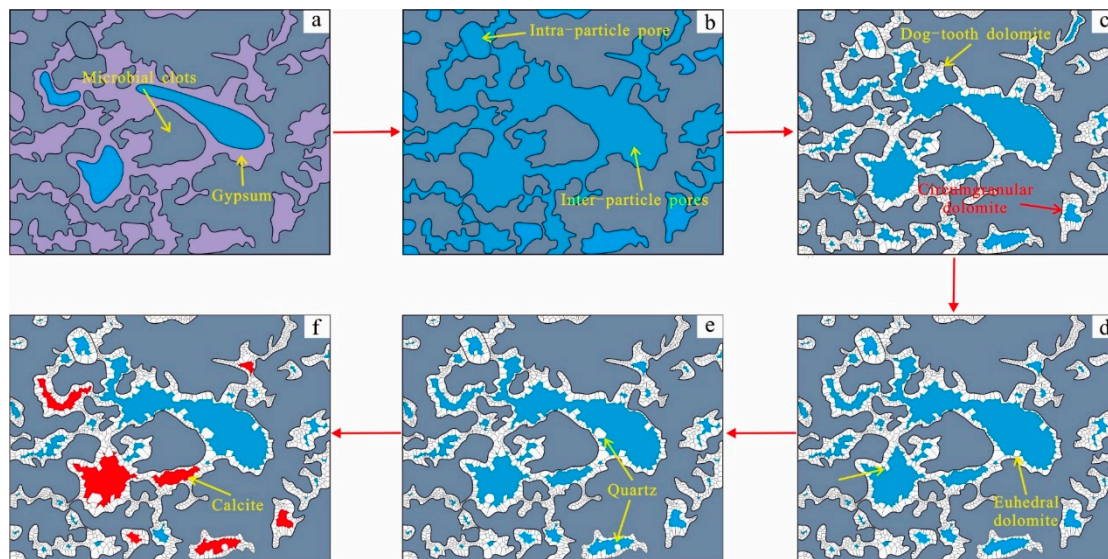 a
Microbial clots
Gypsum
b
Intra-particle pore
Inter-particle pores
c
Dog-tooth dolomite
Circumgranular
dolomite
f
Calcite
e
Quartz
d
Euhedral
dolomite